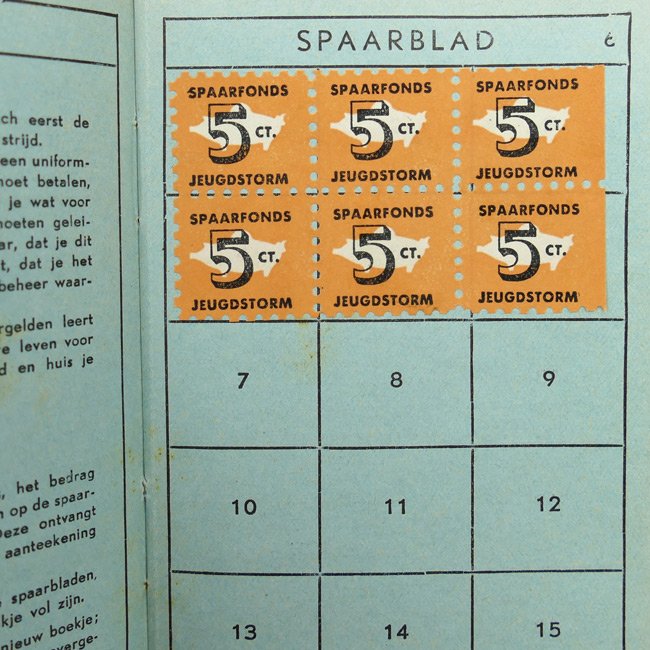 ch eerst de
strijd.
een uniform-
moet betalen,
je wat voor
moeten gelei-
ar, dat je dit
t, dat je het
beheer waar-
rgelden leert
e leven voor
d en huis je
, het bedrag
n op de spaar-
Deze ontvangt
aanteekening
e spaarbladen,
kje vol zijn.
nieuw boekje;
overge-
SPAARBLAD
SPAARFONDS
5 CT.
JEUGDSTORM
SPAARFONDS
5 CT.
JEUGDSTORM
SPAARFONDS
5 CT.
JEUGDSTORM
SPAARFONDS
5 CT.
JEUGDSTORM
SPAARFONDS
5 CT.
JEUGDSTORM
SPAARFONDS
5 CT.
JEUGDSTORM
7 8 9
10 11 12
13 14 15